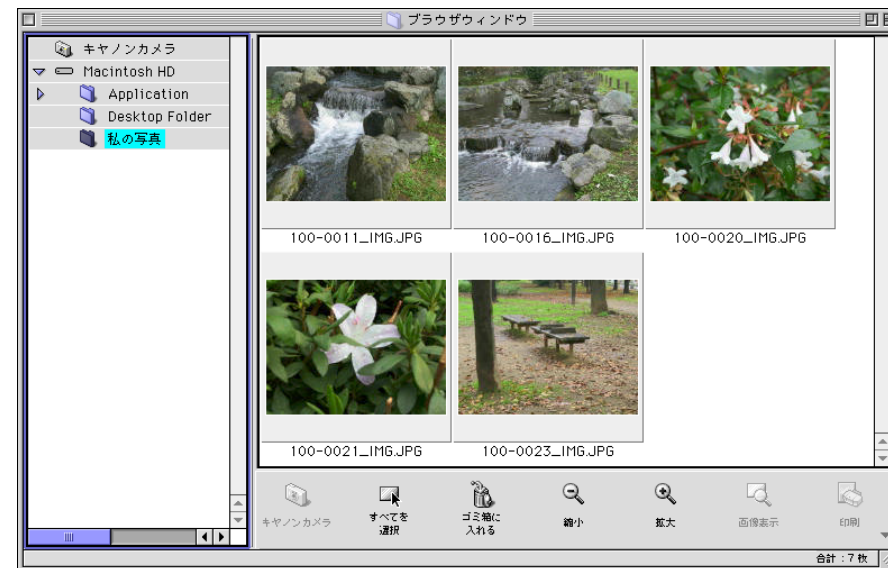 ブラウザウィンドウ
キヤノンカメラ
Macintosh HD
Application
Desktop Folder
私の写真
100-0011_IMG.JPG
100-0016_IMG.JPG
100-0020_IMG.JPG
100-0021_IMG.JPG
100-0023_IMG.JPG
キヤノンカメラ
すべてを
選択
ゴミ箱に
入れる
縮小
拡大
画像表示
印刷
合計:7枚